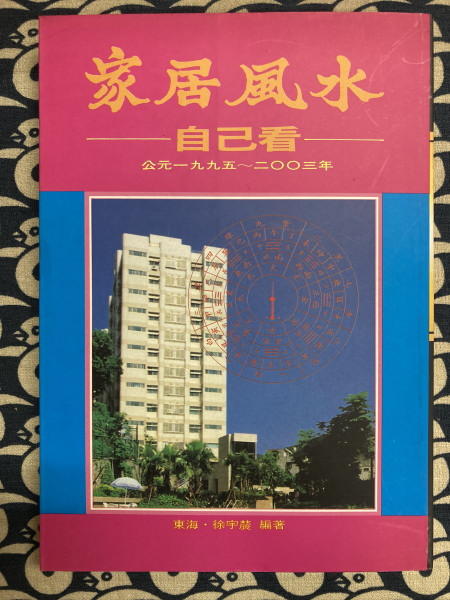 家居風水
自己看
公元一九九五～二〇〇三年
東海·徐宇辳 編著